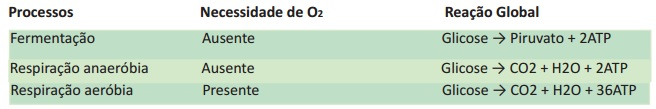 Processos Necessidade de O₂ Reação Global
Fermentação Ausente Glicose → Piruvato + 2ATP
Respiração anaeróbia Ausente Glicose → CO2 + H2O + 2ATP
Respiração aeróbia Presente Glicose → CO2 + H2O + 36ATP